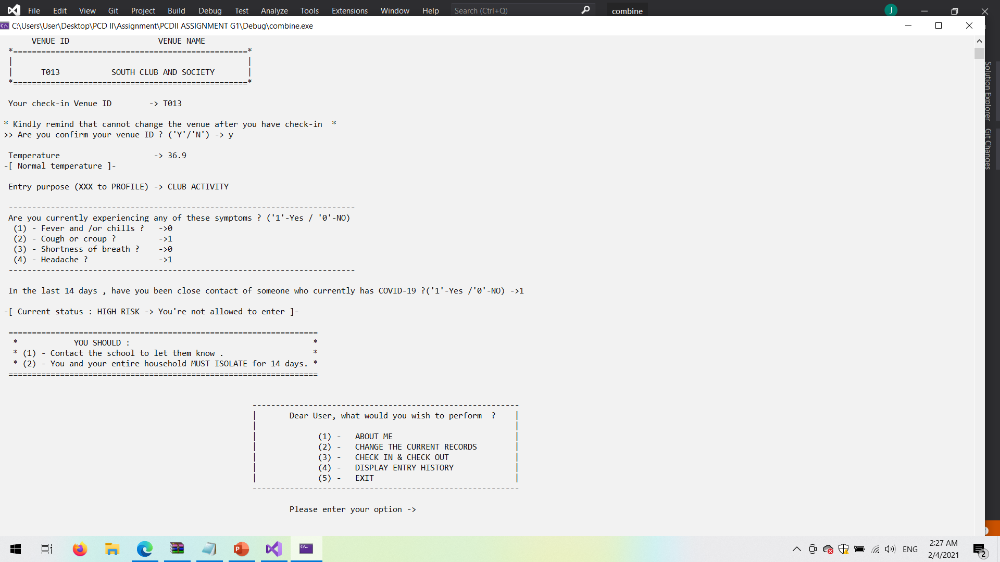 File Edit View Git Project Build Debug Test Analyze Tools Extensions Window Help Search (Ctrl+Q) combine J
C:\Users\User\Desktop\PCD II\Assignment\PCDII ASSIGNMENT G1\Debug\combine.exe
VENUE ID VENUE NAME
*==================================================*
| |
| T013 SOUTH CLUB AND SOCIETY |
*==================================================*
Your check-in Venue ID -> T013
* Kindly remind that cannot change the venue after you have check-in *
>> Are you confirm your venue ID ? ('Y'/'N') -> y
Temperature -> 36.9
-[ Normal temperature ]-
Entry purpose (XXX to PROFILE) -> CLUB ACTIVITY
--------------------------------------------------------------------------
Are you currently experiencing any of these symptoms ? ('1'-Yes / '0'-NO)
(1) - Fever and /or chills ? ->0
(2) - Cough or croup ? ->1
(3) - Shortness of breath ? ->0
(4) - Headache ? ->1
--------------------------------------------------------------------------
In the last 14 days , have you been close contact of someone who currently has COVID-19 ?('1'-Yes /'0'-NO) ->1
-[ Current status : HIGH RISK -> You're not allowed to enter ]-
==================================================================
* YOU SHOULD : *
* (1) - Contact the school to let them know . *
* (2) - You and your entire household MUST ISOLATE for 14 days. *
==================================================================
---------------------------------------------------------
| Dear User, what would you wish to perform ? |
| |
| (1) - ABOUT ME |
| (2) - CHANGE THE CURRENT RECORDS |
| (3) - CHECK IN & CHECK OUT |
| (4) - DISPLAY ENTRY HISTORY |
| (5) - EXIT |
---------------------------------------------------------
Please enter your option ->
Solution Explorer
Git Changes
ENG
2:27 AM
2/4/2021
2